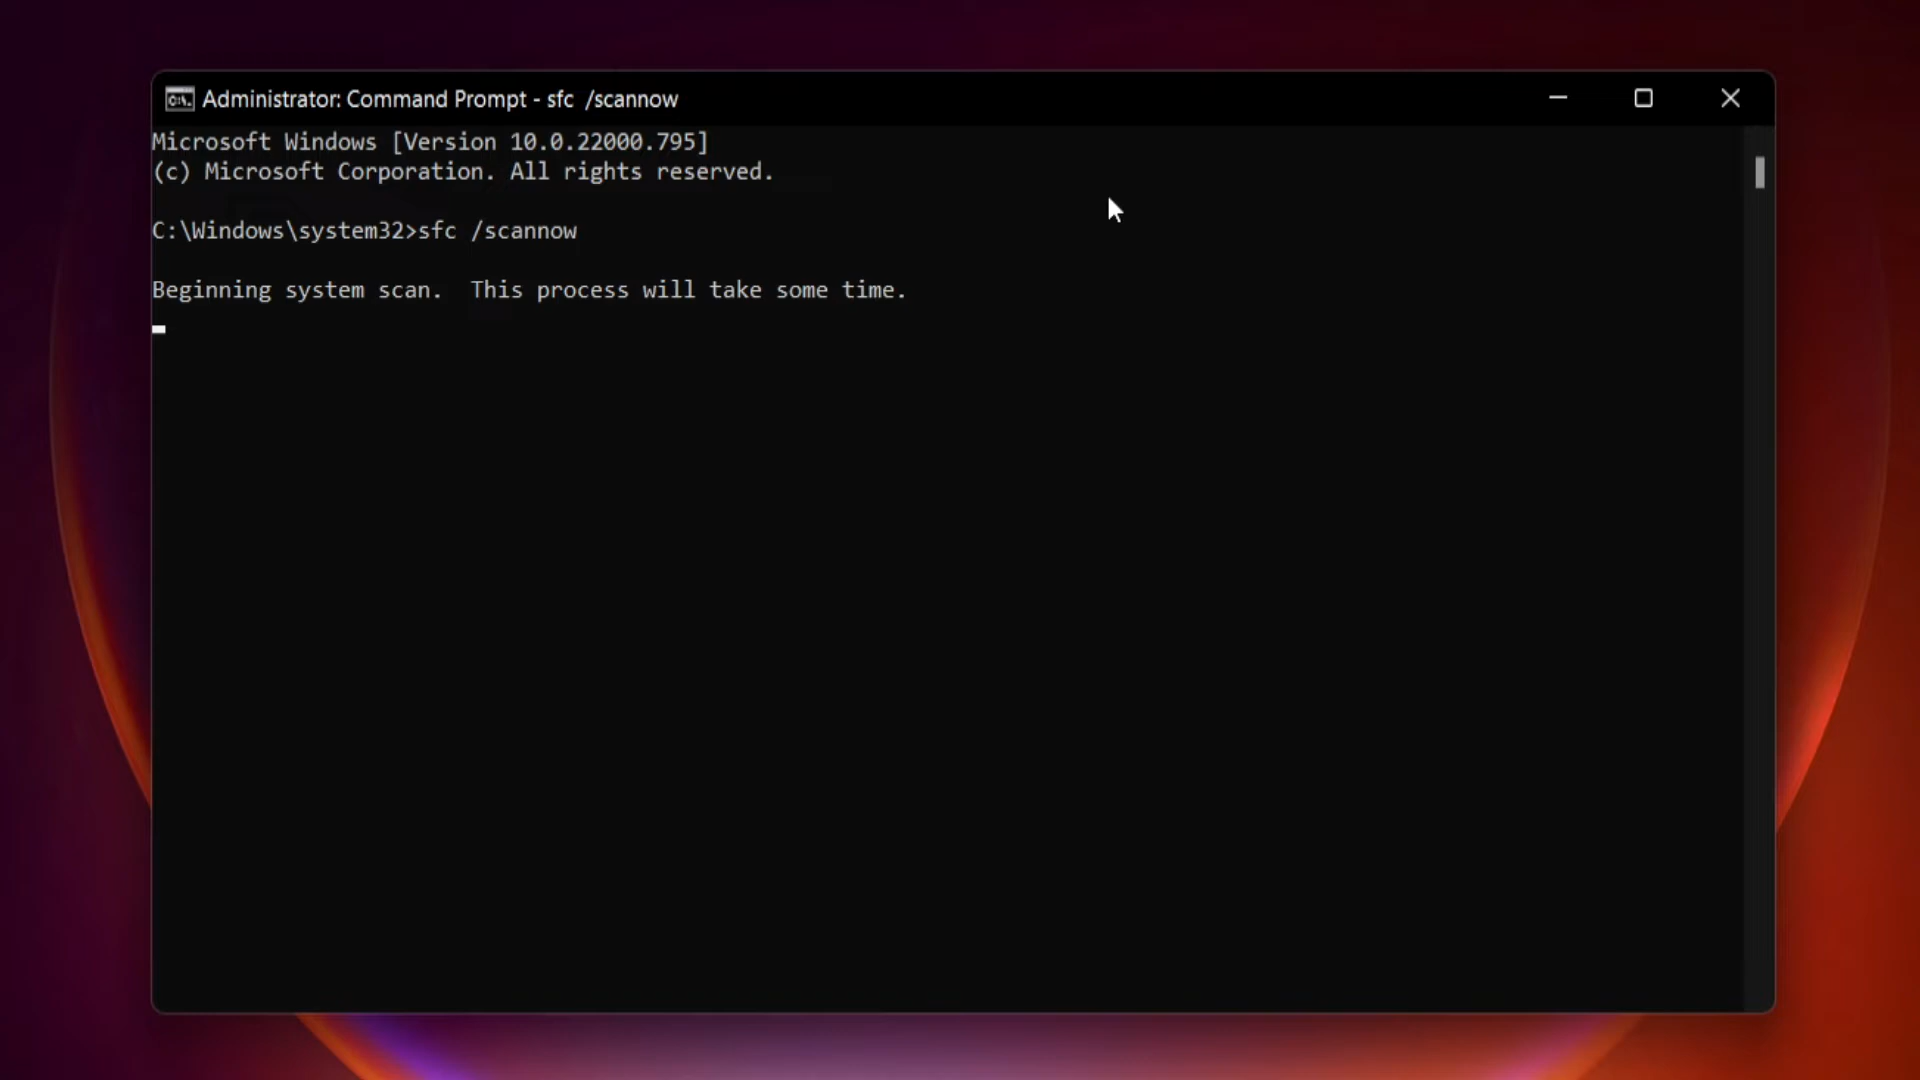 Administrator: Command Prompt - sfc  /scannow
Microsoft Windows [Version 10.0.22000.795]
(c) Microsoft Corporation. All rights reserved.
C:\Windows\system32>sfc /scannow
Beginning system scan.  This process will take some time.